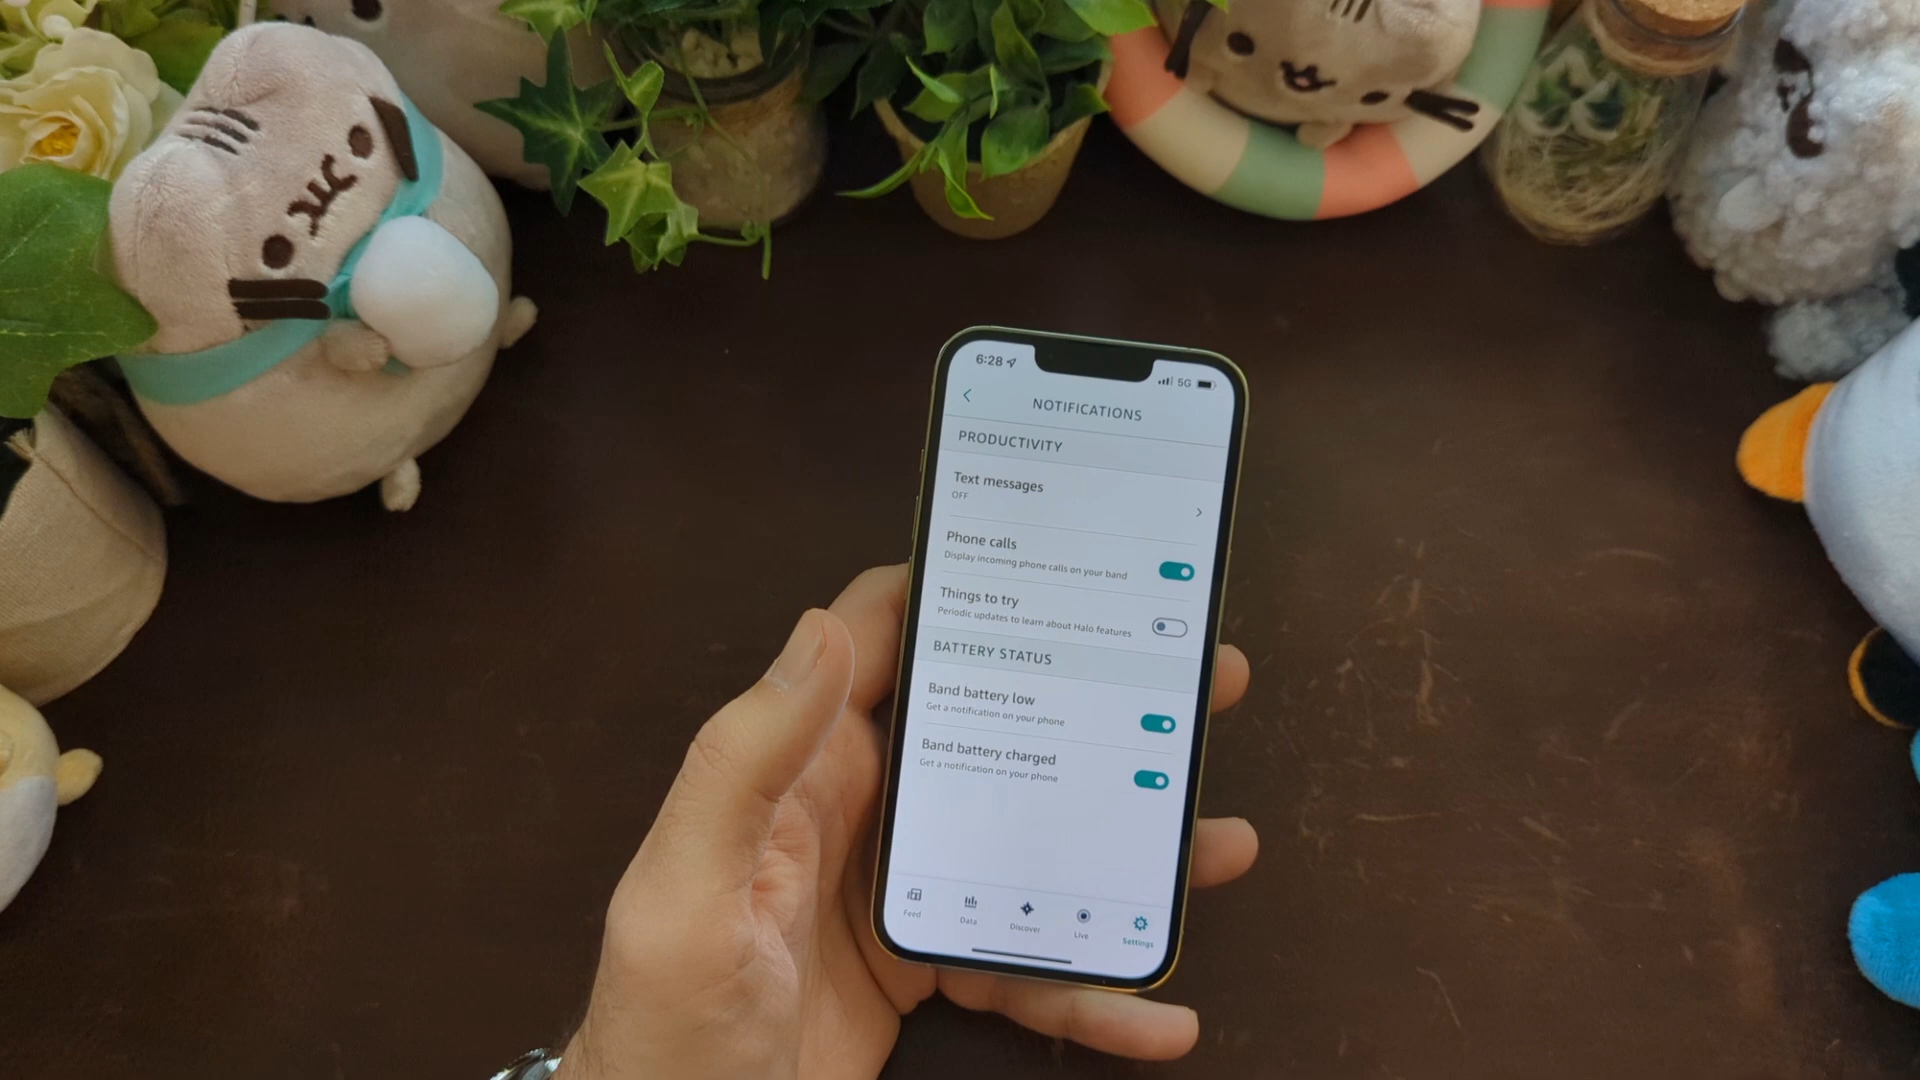 6:28 5G
NOTIFICATIONS
PRODUCTIVITY
Text messages
OFF
Phone calls
Display incoming phone calls on your band
Things to try
Periodic updates to learn about Halo features
BATTERY STATUS
Band battery low
Get a notification on your phone
Band battery charged
Get a notification on your phone
Feed Data Discover Live Settings